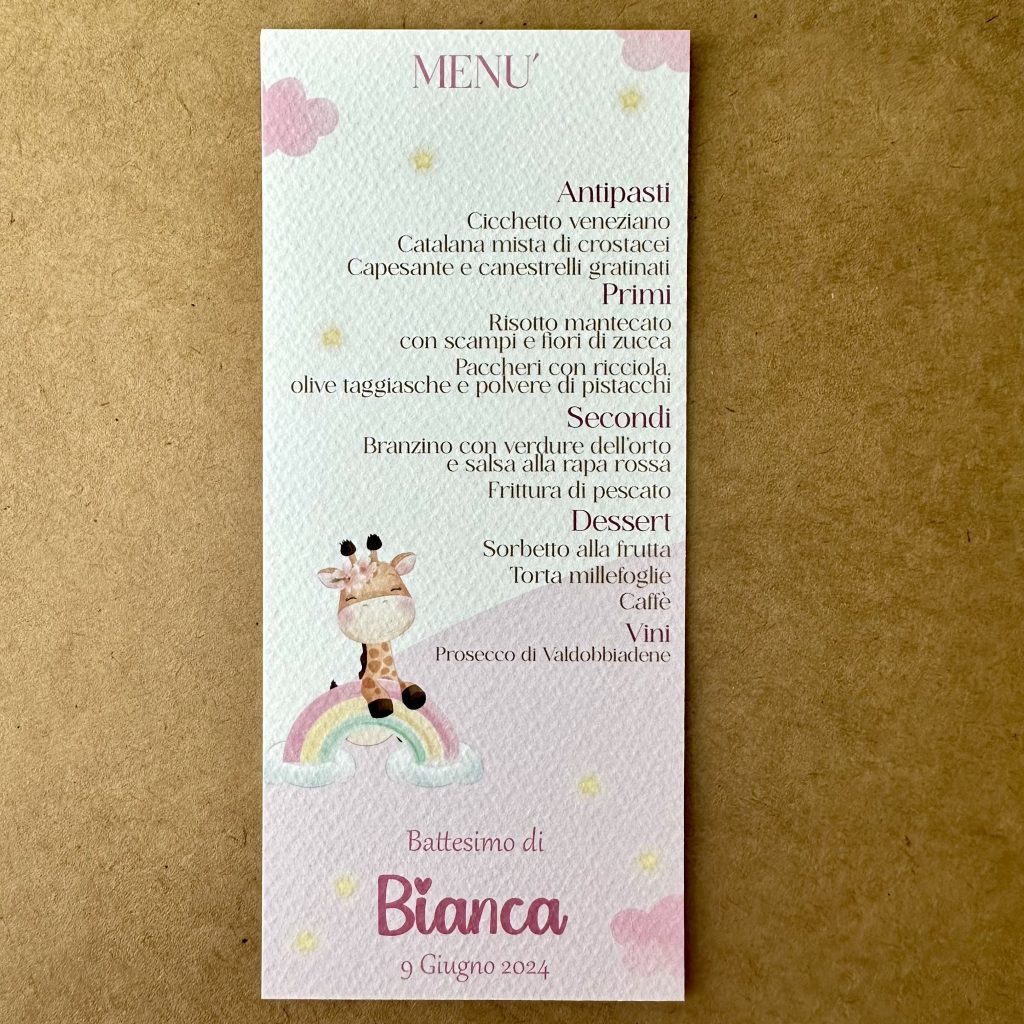 MENU'
Antipasti
Cicchetto veneziano
Catalana mista di crostacei
Capesante e canestrelli gratinati
Primi
Risotto mantecato
con scampi e fiori di zucca
Paccheri con ricciola,
olive taggiasche e polvere di pistacchi
Secondi
Branzino con verdure dell'orto
e salsa alla rapa rossa
Frittura di pescato
Dessert
Sorbetto alla frutta
Torta millefoglie
Caffè
Vini
Prosecco di Valdobbiadene
Battesimo di
Bianca
9 Giugno 2024